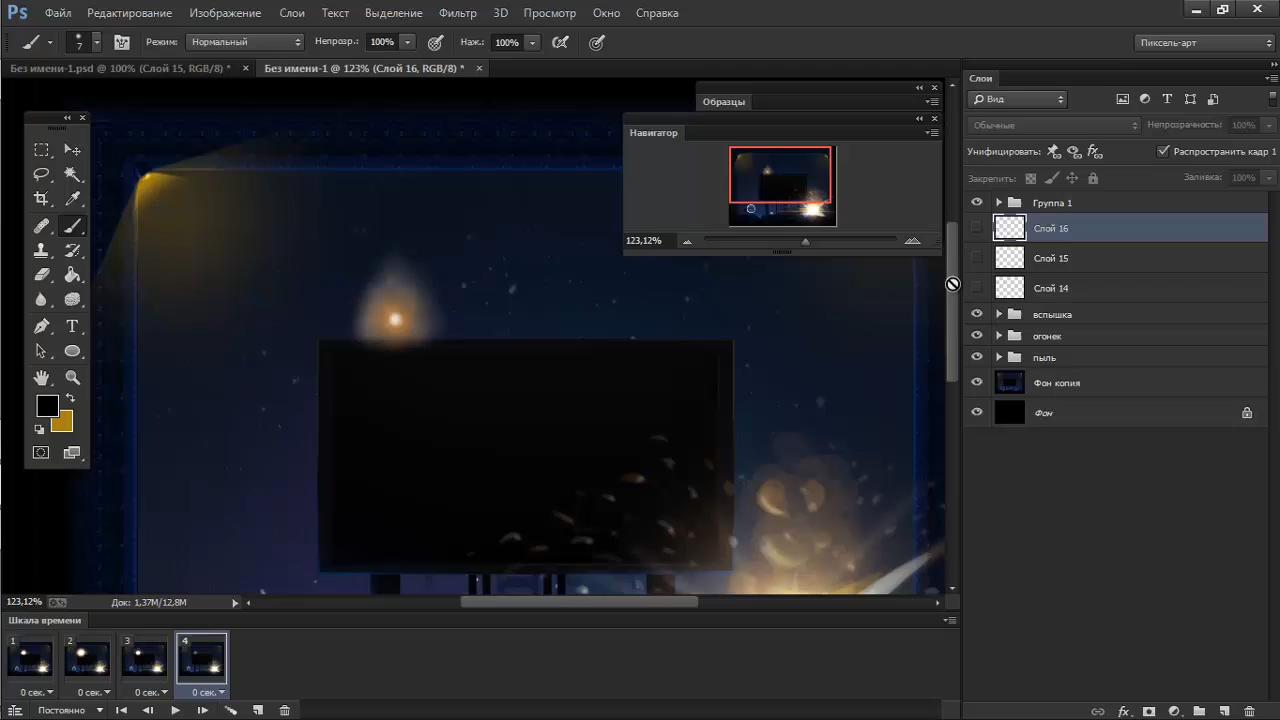 Ps Файл Редактирование Изображение Слои Текст Выделение Фильтр 3D Просмотр Окно Справка
7 Режим: Нормальный Непрозр.: 100% Наж.: 100% Пиксель-арт
Без имени-1.psd @ 100% (Слой 15, RGB/8) * × Без имени-1 @ 123% (Слой 16, RGB/8) * ×
Образцы
Навигатор
123,12%
Слои
Вид
Обычные Непрозрачность: 100%
Унифицировать: Распространить кадр 1
Закрепить: Заливка: 100%
Группа 1
Слой 16
Слой 15
Слой 14
вспышка
огонек
пыль
Фон копия
Фон
123,12% Док: 1,37M/12,8M
Шкала времени
1 2 3 4
0 сек. 0 сек. 0 сек. 0 сек.
Постоянно